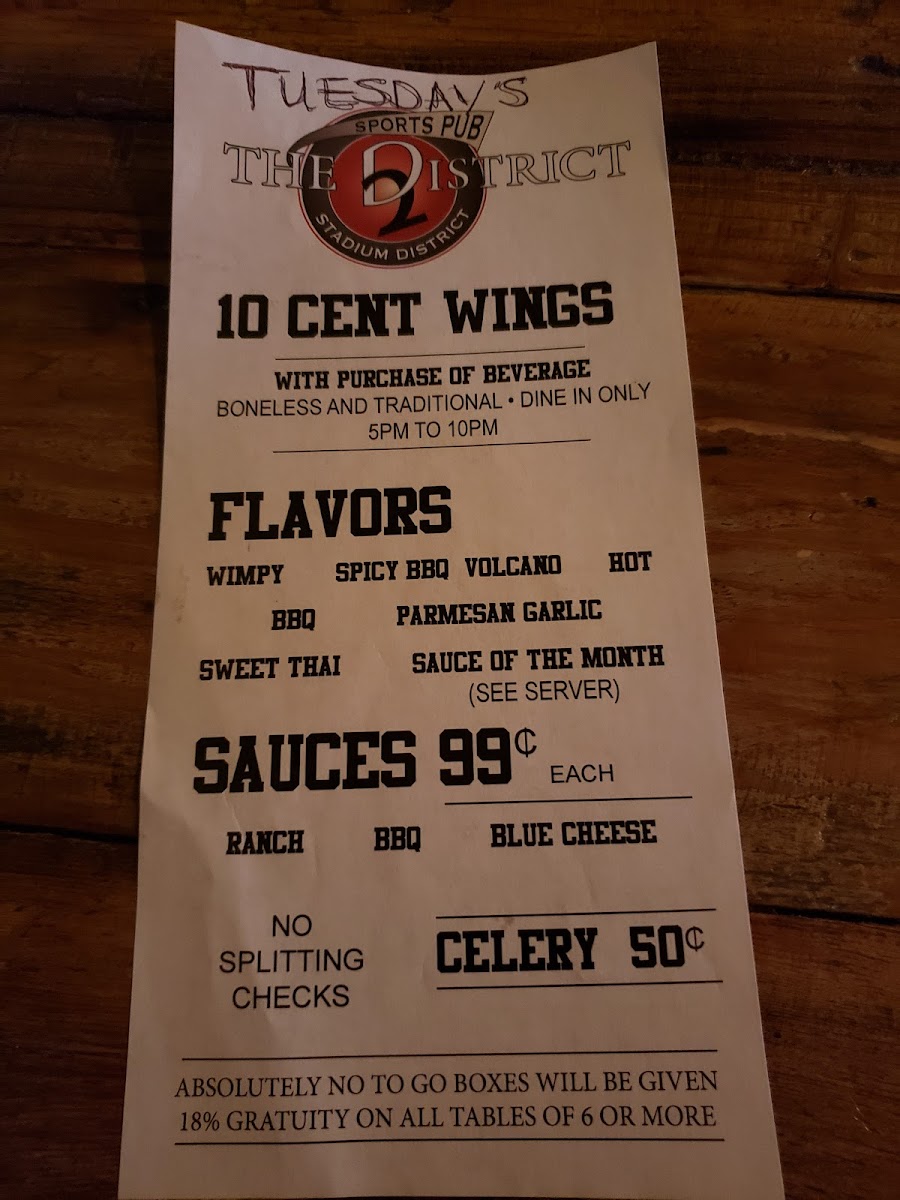 TUESDAY'S
SPORTS PUB
THE DISTRICT
2
STADIUM DISTRICT
10 CENT WINGS
WITH PURCHASE OF BEVERAGE
BONELESS AND TRADITIONAL • DINE IN ONLY
5PM TO 10PM
FLAVORS
WIMPY SPICY BBQ VOLCANO HOT
BBQ PARMESAN GARLIC
SWEET THAI SAUCE OF THE MONTH
(SEE SERVER)
SAUCES 99¢ EACH
RANCH BBQ BLUE CHEESE
NO
SPLITTING
CHECKS
CELERY 50¢
ABSOLUTELY NO TO GO BOXES WILL BE GIVEN
18% GRATUITY ON ALL TABLES OF 6 OR MORE